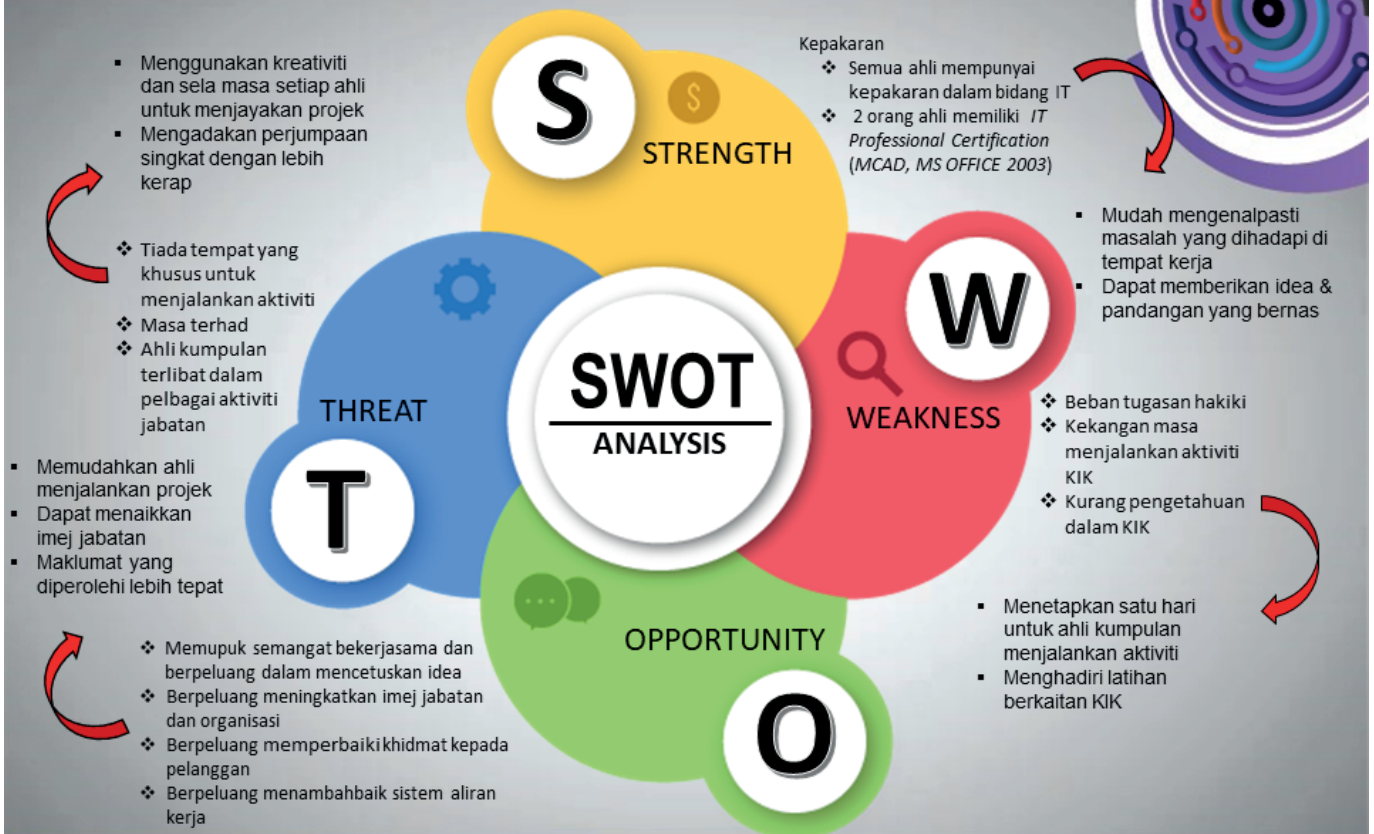 S
STRENGTH
Kepakaran
❖ Semua ahli mempunyai
kepakaran dalam bidang IT
❖ 2 orang ahli memiliki IT
Professional Certification
(MCAD, MS OFFICE 2003)
▪ Mudah mengenalpasti
masalah yang dihadapi di
tempat kerja
▪ Dapat memberikan idea &
pandangan yang bernas
W
WEAKNESS
❖ Beban tugasan hakiki
❖ Kekangan masa
menjalankan aktiviti
KIK
❖ Kurang pengetahuan
dalam KIK
▪ Menetapkan satu hari
untuk ahli kumpulan
menjalankan aktiviti
▪ Menghadiri latihan
berkaitan KIK
SWOT
ANALYSIS
OPPORTUNITY
O
❖ Memupuk semangat bekerjasama dan
berpeluang dalam mencetuskan idea
❖ Berpeluang meningkatkan imej jabatan
dan organisasi
❖ Berpeluang memperbaiki khidmat kepada
pelanggan
❖ Berpeluang menambahbaik sistem aliran
kerja
▪ Memudahkan ahli
menjalankan projek
▪ Dapat menaikkan
imej jabatan
▪ Maklumat yang
diperolehi lebih tepat
THREAT
T
❖ Tiada tempat yang
khusus untuk
menjalankan aktiviti
❖ Masa terhad
❖ Ahli kumpulan
terlibat dalam
pelbagai aktiviti
jabatan
▪ Menggunakan kreativiti
dan sela masa setiap ahli
untuk menjayakan projek
▪ Mengadakan perjumpaan
singkat dengan lebih
kerap
$